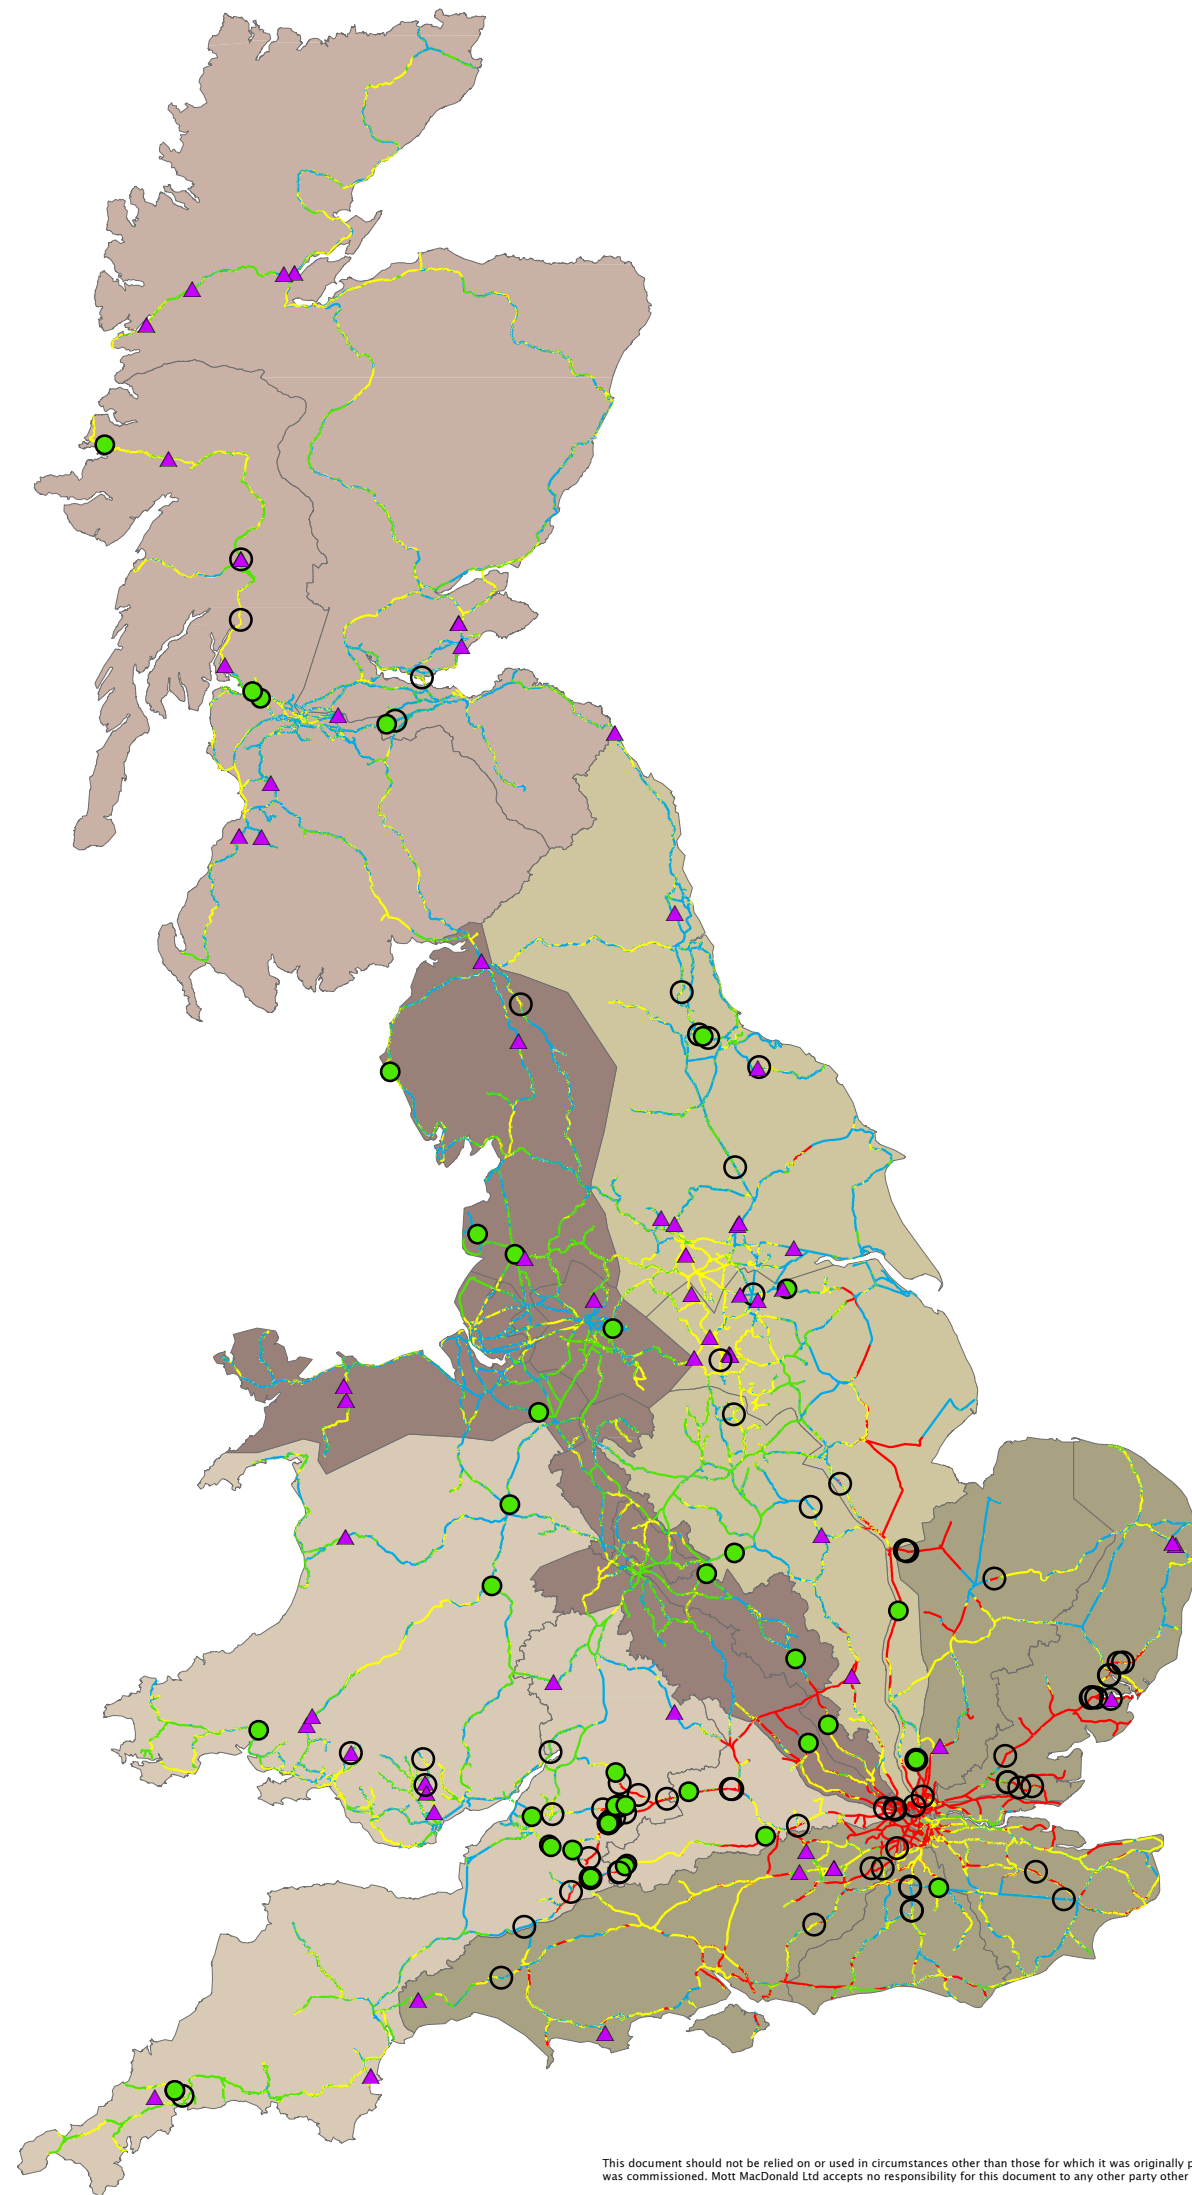 This document should not be relied on or used in circumstances other than those for which it was originally
was commissioned. Mott MacDonald Ltd accepts no responsibility for this document to any other party other